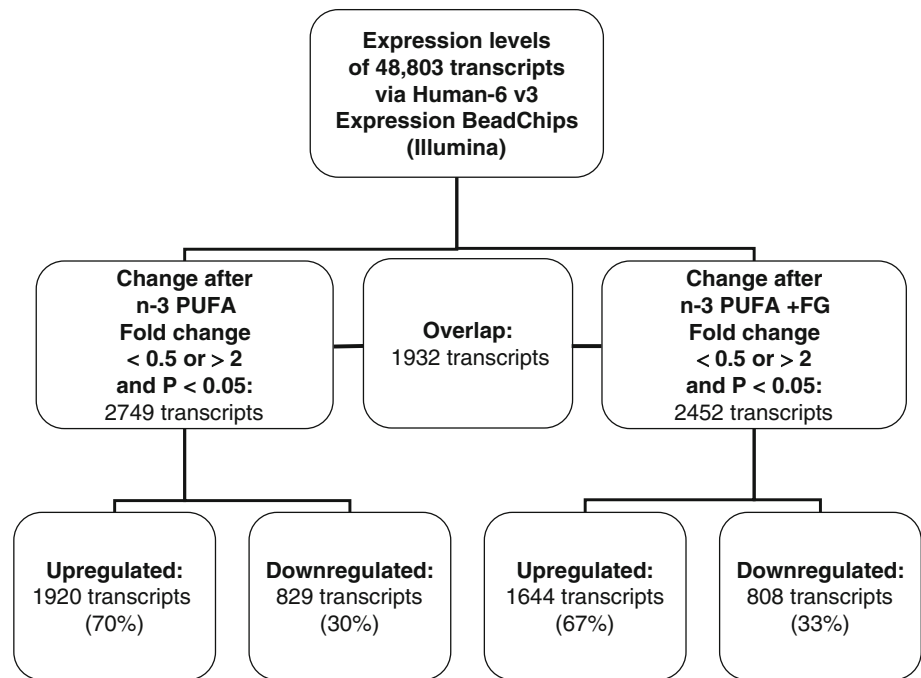 Expression levels
of 48,803 transcripts
via Human-6 v3
Expression BeadChips
(Illumina)
Change after
n-3 PUFA
Fold change
< 0.5 or > 2
and P < 0.05:
2749 transcripts
Overlap:
1932 transcripts
Change after
n-3 PUFA +FG
Fold change
< 0.5 or > 2
and P < 0.05:
2452 transcripts
Upregulated:
1920 transcripts
(70%)
Downregulated:
829 transcripts
(30%)
Upregulated:
1644 transcripts
(67%)
Downregulated:
808 transcripts
(33%)